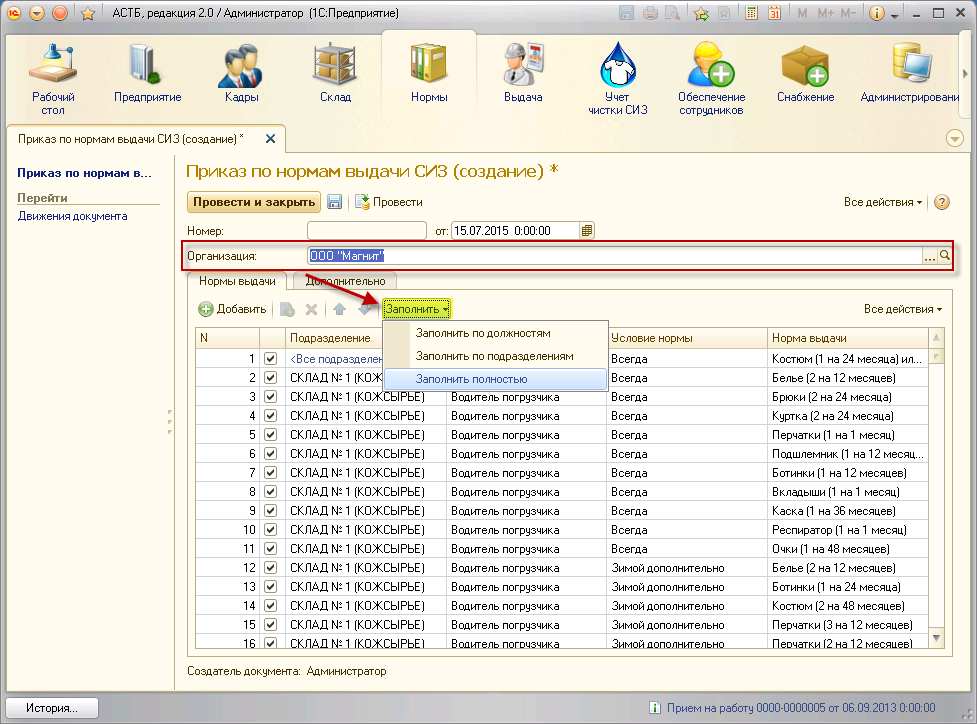 АСТБ, редакция 2.0 / Администратор (1С:Предприятие)
M M+ M-
Рабочий стол
Предприятие
Кадры
Склад
Нормы
Выдача
Учет чистки СИЗ
Обеспечение сотрудников
Снабжение
Администрировани
Приказ по нормам выдачи СИЗ (создание) *
Приказ по нормам в...
Перейти
Движения документа
Приказ по нормам выдачи СИЗ (создание) *
Провести и закрыть Провести Все действия
Номер: от: 15.07.2015 0:00:00
Организация: ООО "Магнит" ...
Нормы выдачи Дополнительно
Добавить Заполнить Все действия
Заполнить по должностям
Заполнить по подразделениям
Заполнить полностью
N Подразделение Условие нормы Норма выдачи
1 <Все подразделен Всегда Костюм (1 на 24 месяца) ил...
2 СКЛАД № 1 (КОЖ Всегда Белье (2 на 12 месяцев)
3 СКЛАД № 1 (КОЖСЫРЬЕ) Водитель погрузчика Всегда Брюки (2 на 24 месяца)
4 СКЛАД № 1 (КОЖСЫРЬЕ) Водитель погрузчика Всегда Куртка (2 на 24 месяца)
5 СКЛАД № 1 (КОЖСЫРЬЕ) Водитель погрузчика Всегда Перчатки (1 на 1 месяц)
6 СКЛАД № 1 (КОЖСЫРЬЕ) Водитель погрузчика Всегда Подшлемник (1 на 12 месяц...
7 СКЛАД № 1 (КОЖСЫРЬЕ) Водитель погрузчика Всегда Ботинки (1 на 12 месяцев)
8 СКЛАД № 1 (КОЖСЫРЬЕ) Водитель погрузчика Всегда Вкладыши (1 на 1 месяц)
9 СКЛАД № 1 (КОЖСЫРЬЕ) Водитель погрузчика Всегда Каска (1 на 36 месяцев)
10 СКЛАД № 1 (КОЖСЫРЬЕ) Водитель погрузчика Всегда Респиратор (1 на 1 месяц)
11 СКЛАД № 1 (КОЖСЫРЬЕ) Водитель погрузчика Всегда Очки (1 на 48 месяцев)
12 СКЛАД № 1 (КОЖСЫРЬЕ) Водитель погрузчика Зимой дополнительно Белье (2 на 12 месяцев)
13 СКЛАД № 1 (КОЖСЫРЬЕ) Водитель погрузчика Зимой дополнительно Ботинки (1 на 24 месяца)
14 СКЛАД № 1 (КОЖСЫРЬЕ) Водитель погрузчика Зимой дополнительно Костюм (2 на 48 месяцев)
15 СКЛАД № 1 (КОЖСЫРЬЕ) Водитель погрузчика Зимой дополнительно Перчатки (3 на 12 месяцев)
16 СКЛАД № 1 (КОЖСЫРЬЕ) Водитель погрузчика Зимой дополнительно Перчатки (2 на 12 месяцев)
Создатель документа: Администратор
История... Прием на работу 0000-0000005 от 06.09.2013 0:00:00